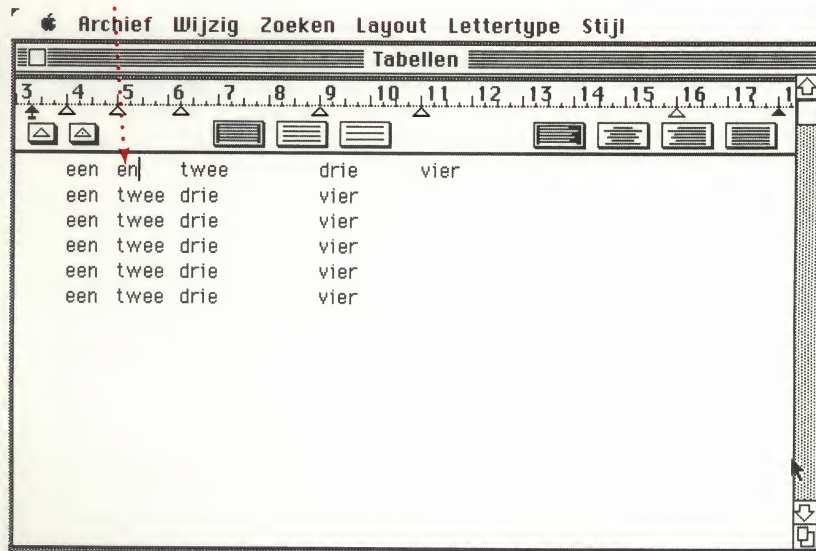 Archief Wijzig Zoeken Layout Lettertype Stijl
Tabellen
3 4 5 6 7 8 9 10 11 12 13 14 15 16 17 1
een en twee drie vier
een twee drie vier
een twee drie vier
een twee drie vier
een twee drie vier
een twee drie vier